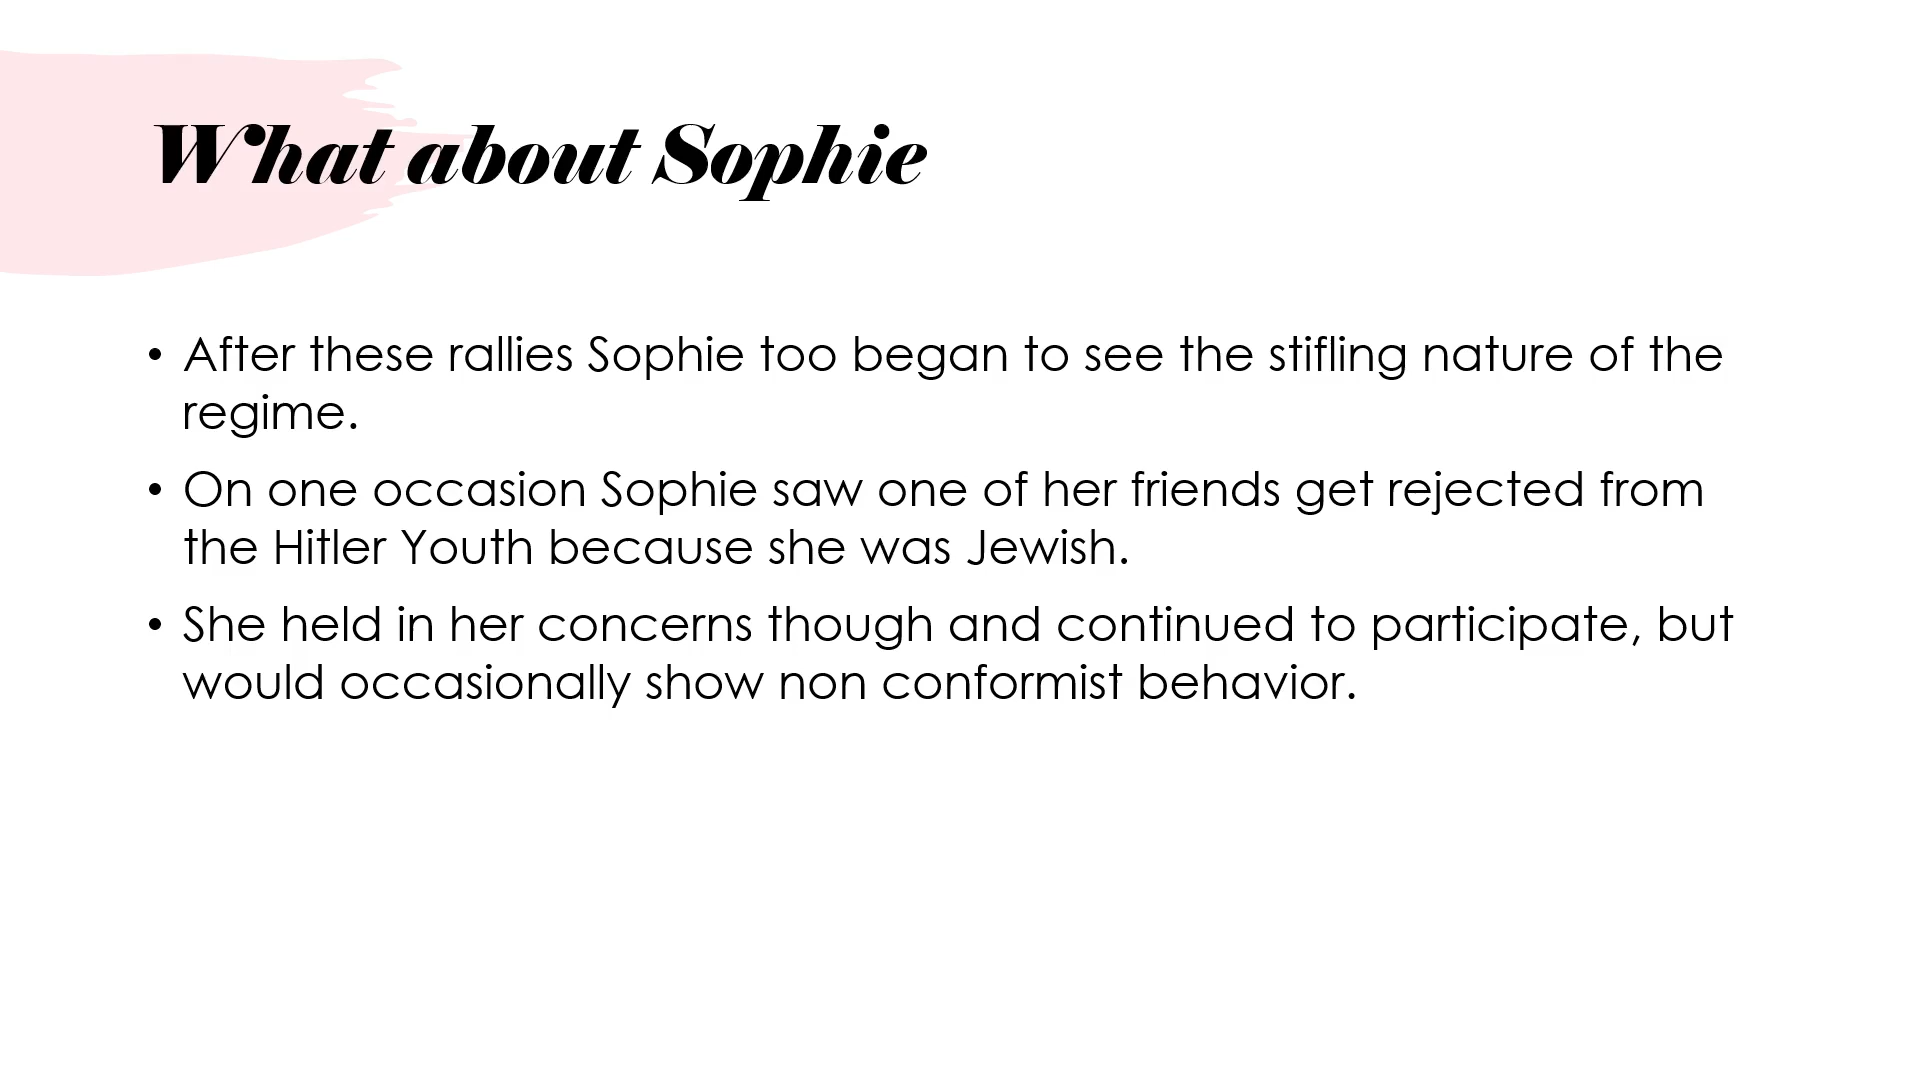 What about Sophie
• After these rallies Sophie too began to see the stifling nature of the
regime.
• On one occasion Sophie saw one of her friends get rejected from
the Hitler Youth because she was Jewish.
• She held in her concerns though and continued to participate, but
would occasionally show non conformist behavior.